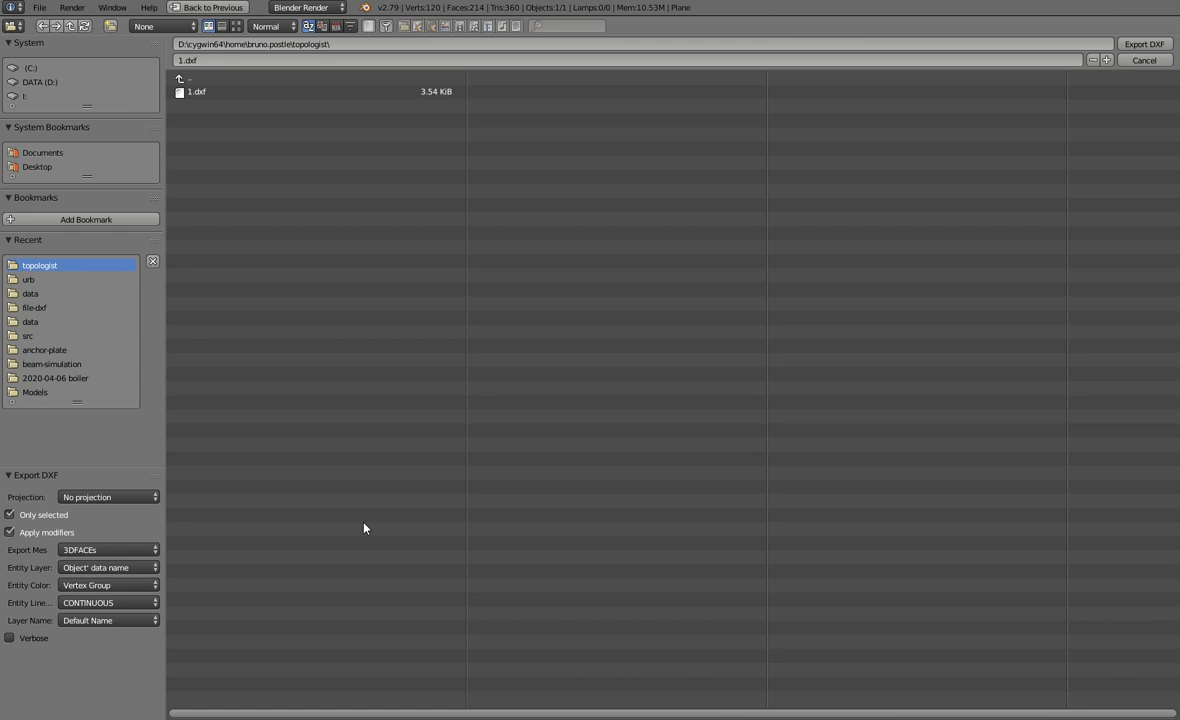 File Render Window Help Back to Previous Blender Render v2.79 | Verts:120 | Faces:214 | Tris:360 | Objects:1/1 | Lamps:0/0 | Mem:10.53M | Plane
None Normal
System
(C:)
DATA (D:)
I:
System Bookmarks
Documents
Desktop
Bookmarks
Add Bookmark
Recent
topologist
urb
data
file-dxf
data
src
anchor-plate
beam-simulation
2020-04-06 boiler
Models
Export DXF
Projection: No projection
Only selected
Apply modifiers
Export Mes 3DFACEs
Entity Layer: Object' data name
Entity Color: Vertex Group
Entity Line... CONTINUOUS
Layer Name: Default Name
Verbose
D:\cygwin64\home\bruno.postle\topologist\ Export DXF
1.dxf Cancel
..
1.dxf 3.54 KiB